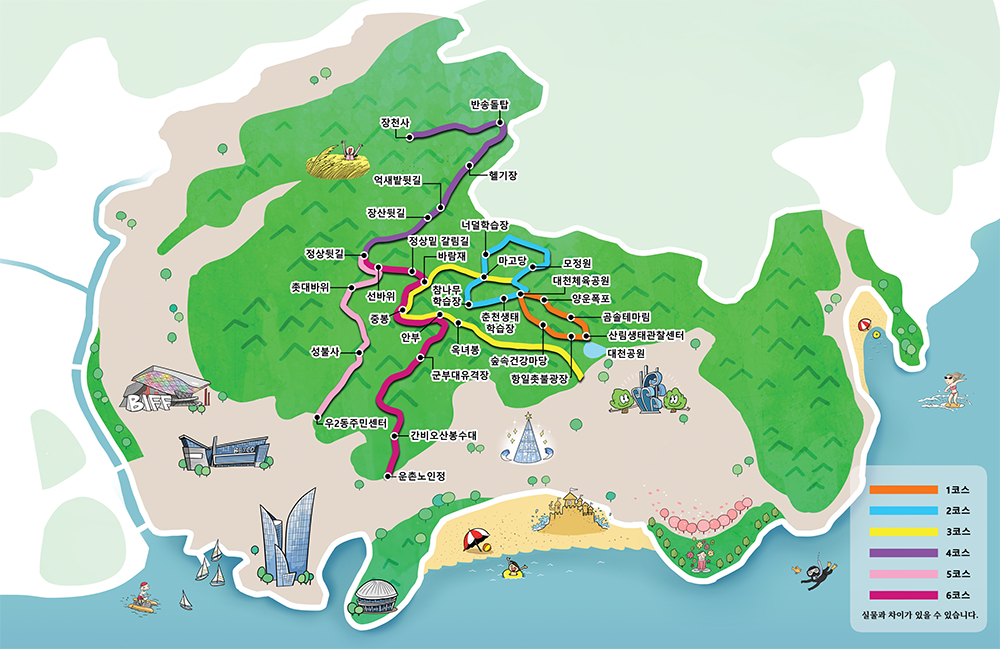 반송돌탑
장천사
헬기장
억새밭뒷길
장산뒷길
너덜학습장
정상밑 갈림길
정상뒷길
바람재
마고당
모정원
대천체육공원
촛대바위
선바위
참나무
학습장
양운폭포
중봉
춘천생태
학습장
곰솔테마림
안부
산림생태관찰센터
성불사
옥녀봉
숲속건강마당
대천공원
군부대유격장
항일촛불광장
BIFF
우2동주민센터
간비오산봉수대
BEXCO
운촌노인정
1코스
2코스
3코스
4코스
5코스
6코스
실물과 차이가 있을 수 있습니다.